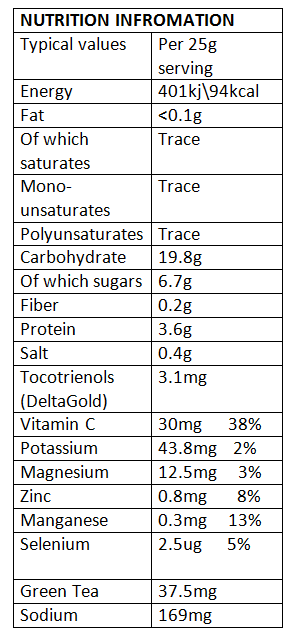 NUTRITION INFROMATION
Typical values Per 25g
serving
Energy 401kj\94kcal
Fat <0.1g
Of which Trace
saturates
Mono- Trace
unsaturates
Polyunsaturates Trace
Carbohydrate 19.8g
Of which sugars 6.7g
Fiber 0.2g
Protein 3.6g
Salt 0.4g
Tocotrienols 3.1mg
(DeltaGold)
Vitamin C 30mg 38%
Potassium 43.8mg 2%
Magnesium 12.5mg 3%
Zinc 0.8mg 8%
Manganese 0.3mg 13%
Selenium 2.5ug 5%
Green Tea 37.5mg
Sodium 169mg